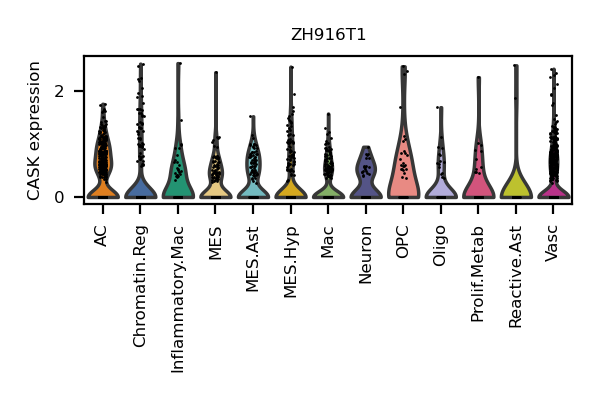 ZH916T1
CASK expression
2
0
AC
Chromatin.Reg
Inflammatory.Mac
MES
MES.Ast
MES.Hyp
Mac
Neuron
OPC
Oligo
Prolif.Metab
Reactive.Ast
Vasc